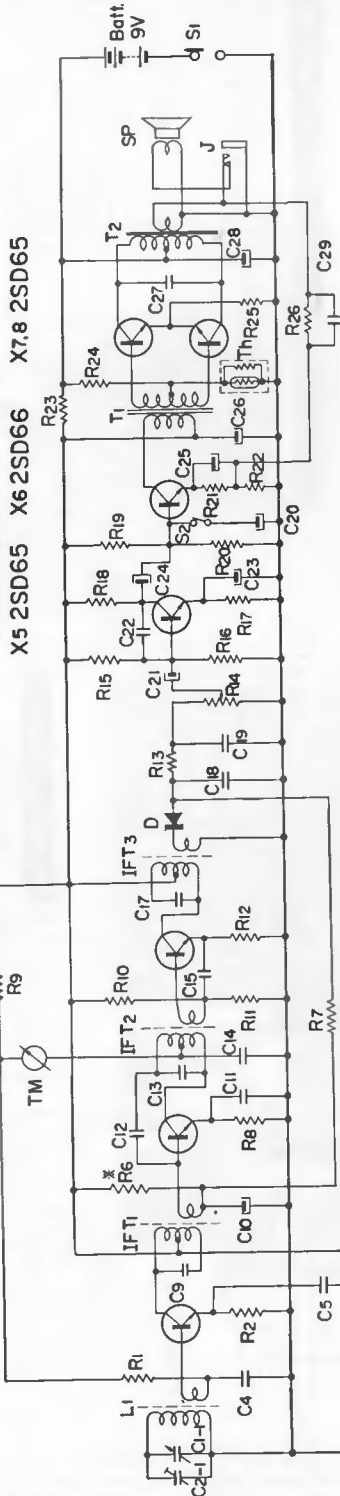 X5 2SD65 X6 2SD66 X7,8 2SD65
R9
TM
R23
Batt.
9V
S1
SP
J
T2
C28
C27
R25
R24
Th
T1
C26
R19
C25
R21
R22
S2
R20
C20
R26
C29
R18
C24
C23
R17
C22
R15
C21
R16
R14
R13
C19
C18
D
IFT3
C17
R10
C15
R12
R11
IFT2
C14
C13
C12
C11
R8
R7
*
R6
C10
IFT1
C9
R1
R2
C5
L1
C4
C1-1
C2-1